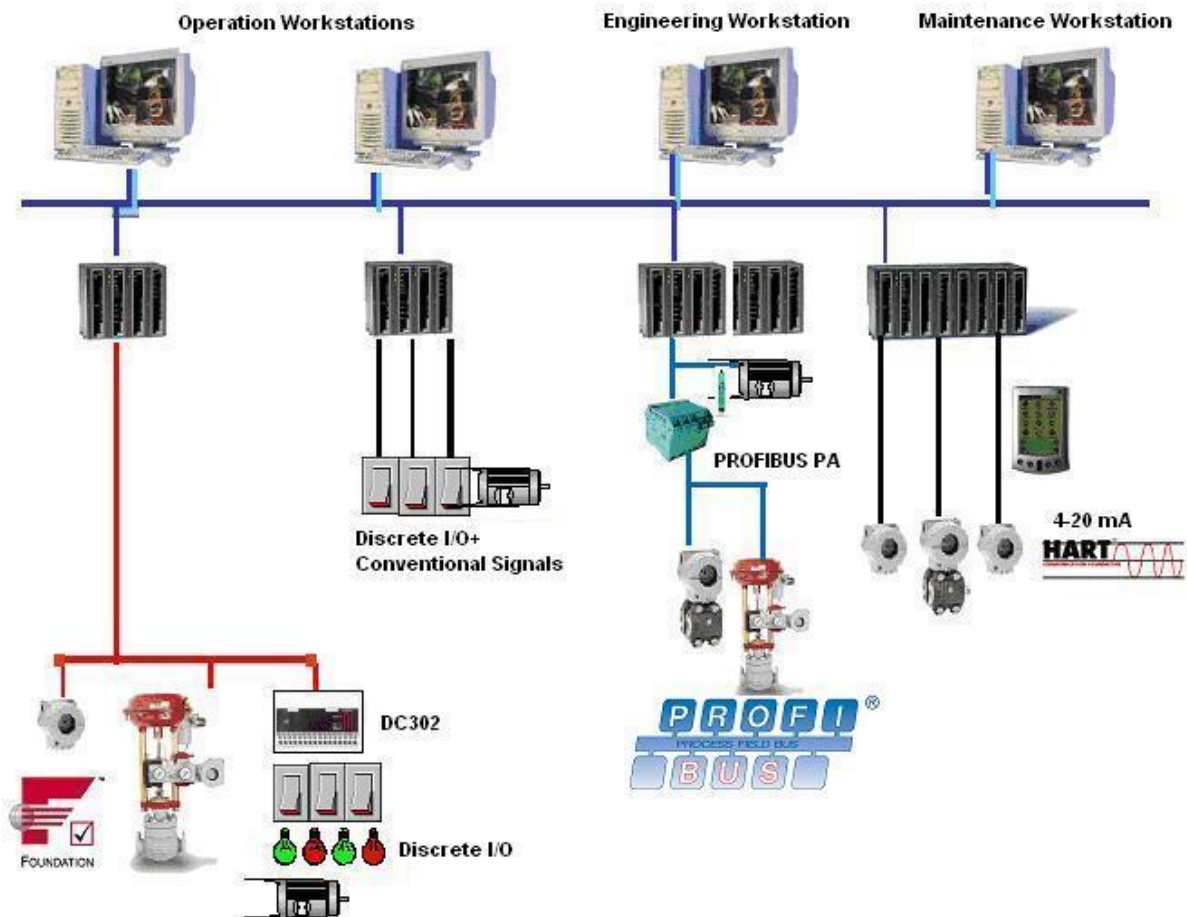 Operation Workstations
Engineering Workstation
Maintenance Workstation
PROFIBUS PA
4-20 mA
HART
Discrete I/O+
Conventional Signals
DC302
PROFI
®
PROCESS FIELD BUS
BUS
FOUNDATION
Discrete I/O